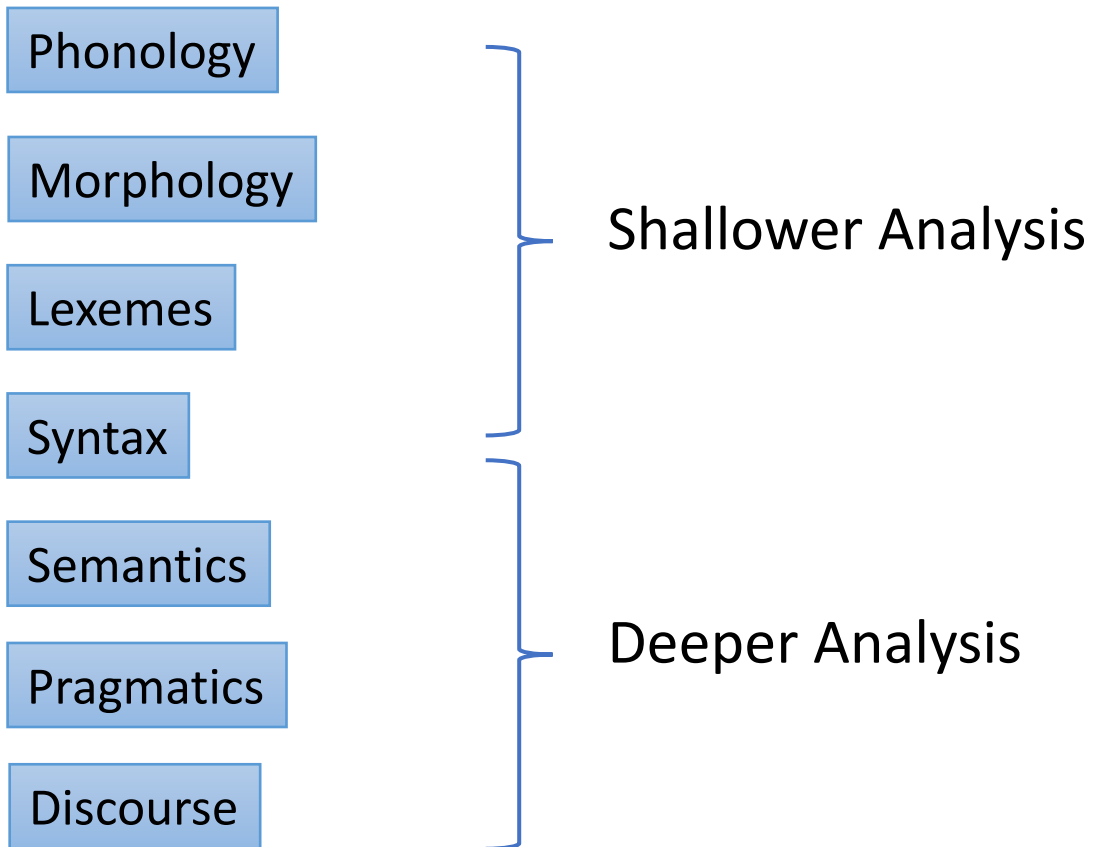 Phonology
Morphology
Lexemes
Syntax
Semantics
Pragmatics
Discourse
Shallower Analysis
Deeper Analysis